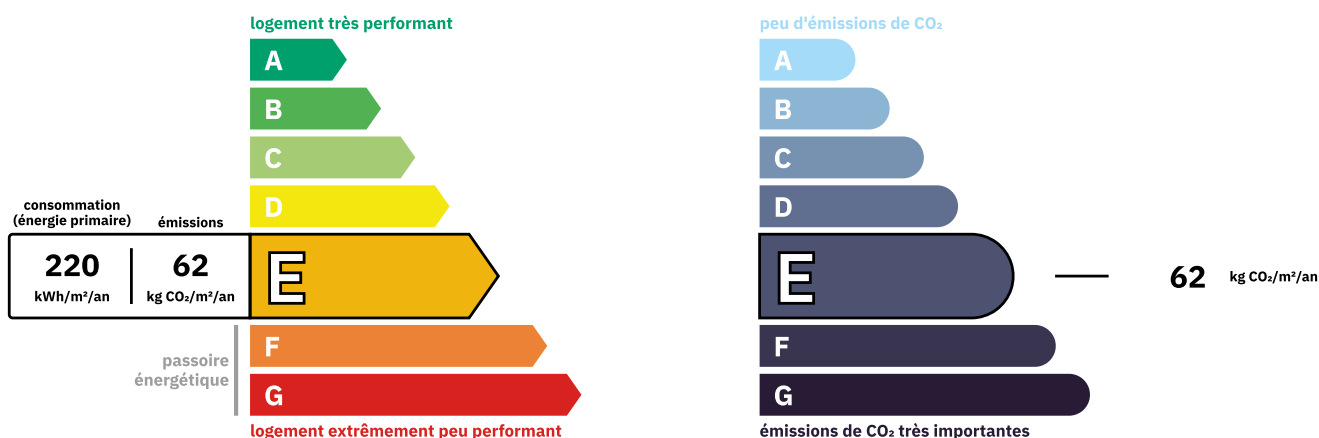 logement très performant
A
B
C
D
consommation
(énergie primaire)
émissions
220
kWh/m²/an
62
kg CO₂/m²/an
E
passoire
énergétique
F
G
logement extrêmement peu performant
peu d'émissions de CO₂
A
B
C
D
E
62 kg CO₂/m²/an
F
G
émissions de CO₂ très importantes